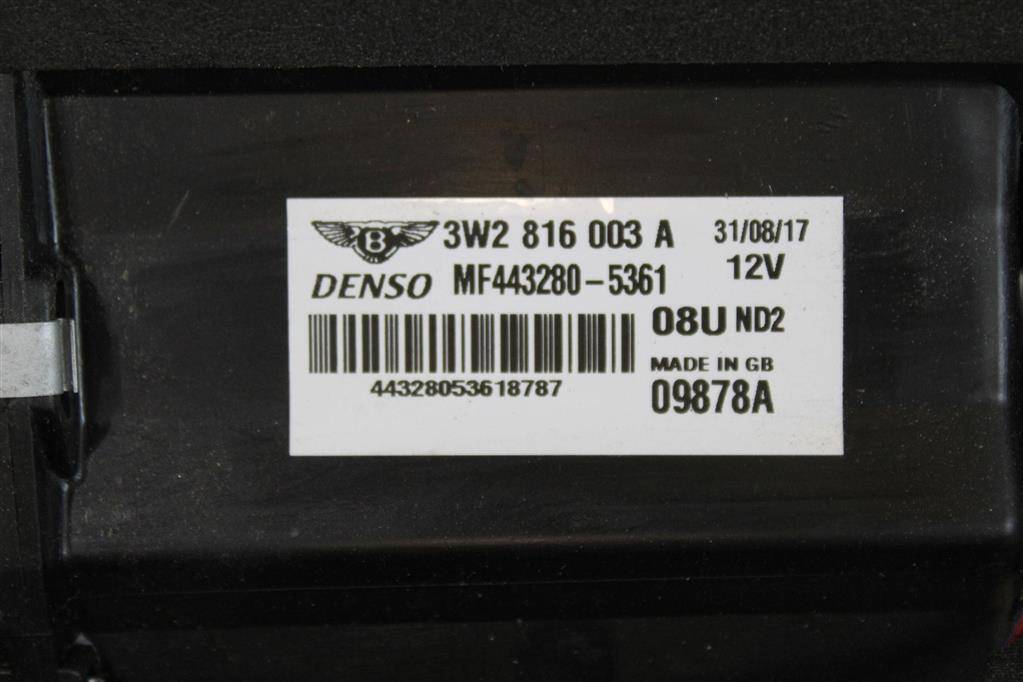 B 3W2 816 003 A 31/08/17
DENSO MF443280-5361 12V
08U ND2
MADE IN GB
44328053618787 09878A